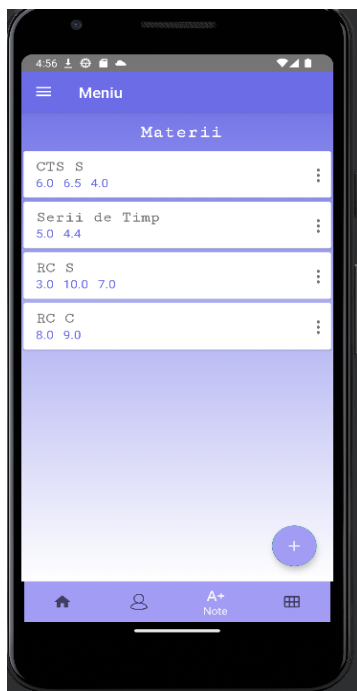 4:56
Meniu
Materii
CTS S
6.0 6.5 4.0
Serii de Timp
5.0 4.4
RC S
3.0 10.0 7.0
RC C
8.0 9.0
+
A+
Note